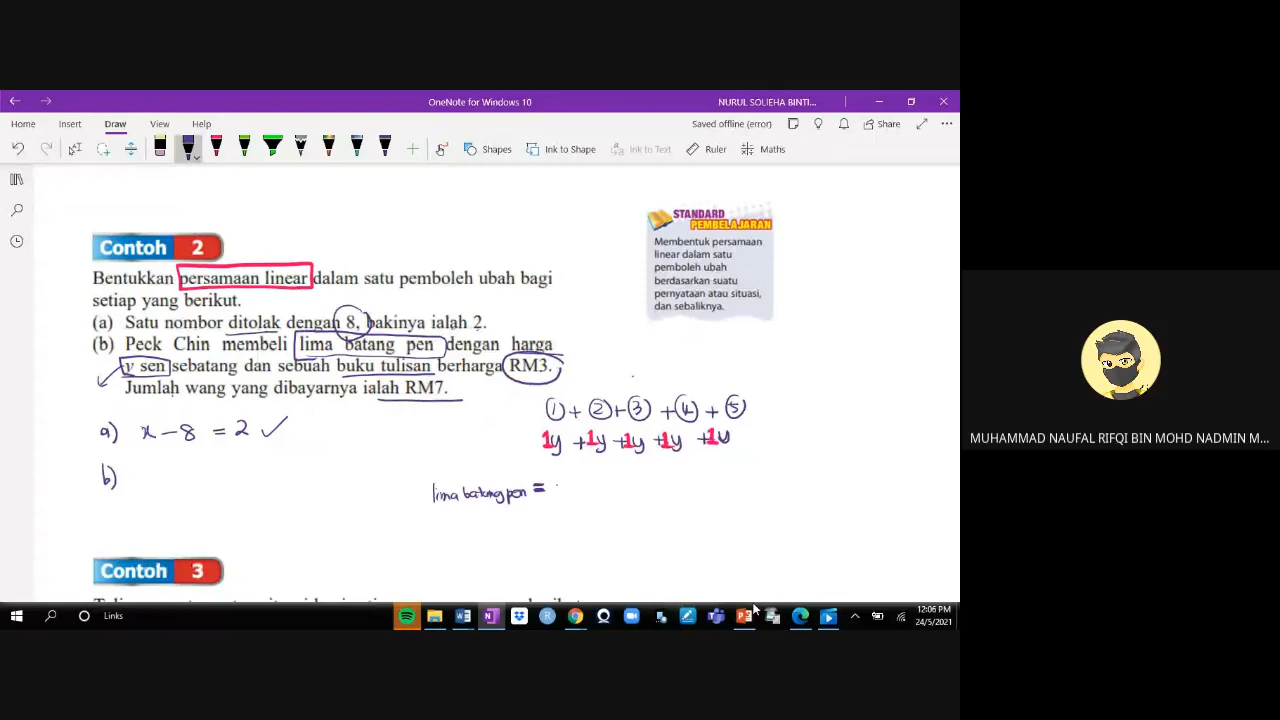 OneNote for Windows 10
NURUL SOLIEHA BINTI...
Home Insert Draw View Help
Saved offline (error)
Share
Shapes
Ink to Shape
Ink to Text
Ruler
Maths
STANDARD
PEMBELAJARAN
Membentuk persamaan
linear dalam satu
pemboleh ubah
berdasarkan suatu
pernyataan atau situasi,
dan sebaliknya.
Contoh 2
Bentukkan persamaan linear dalam satu pemboleh ubah bagi
setiap yang berikut.
(a) Satu nombor ditolak dengan 8, bakinya ialah 2.
(b) Peck Chin membeli lima batang pen dengan harga
y sen sebatang dan sebuah buku tulisan berharga RM3.
Jumlah wang yang dibayarnya ialah RM7.
① + ② + ③ + ④ + ⑤
1y + 1y + 1y + 1y + 1y
a) x - 8 = 2 ✓
b)
lima batang pen =
Contoh 3
MUHAMMAD NAUFAL RIFQI BIN MOHD NADMIN M...
Links
12:06 PM
24/5/2021